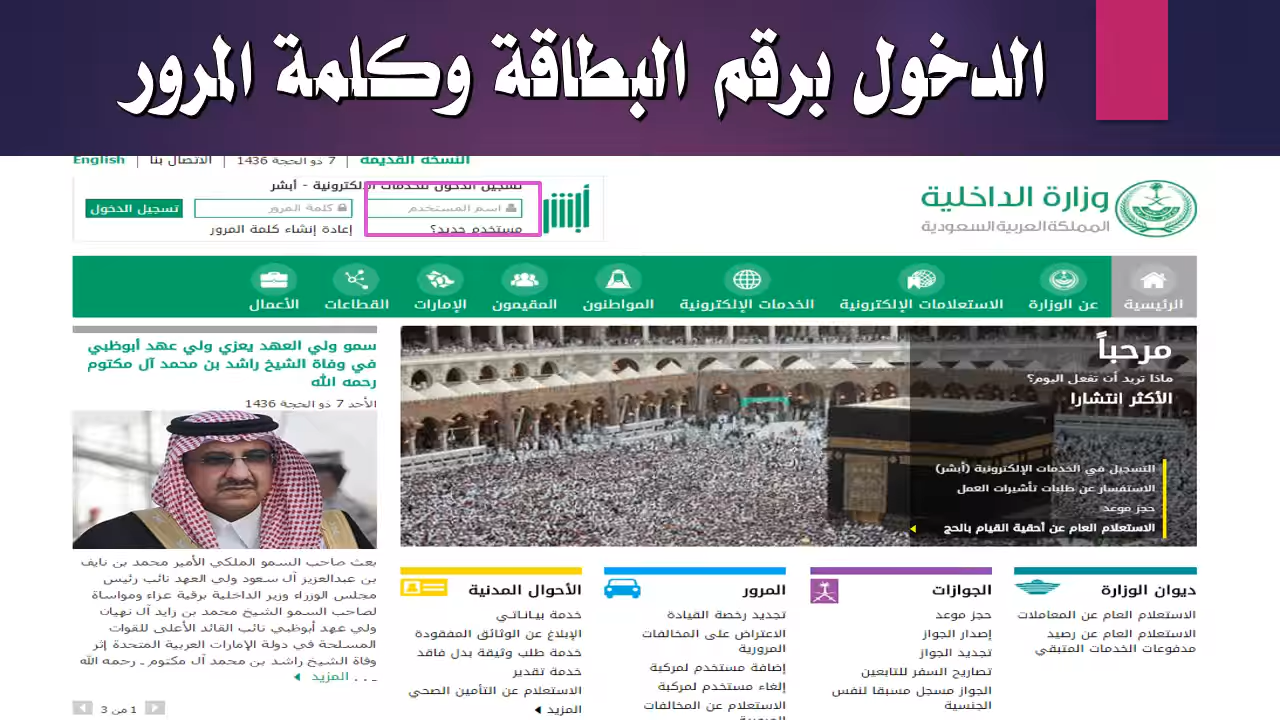 الدخول برقم البطاقة وكلمة المرور
النسخة القديمة | 7 ذو الحجة 1436 | الاتصال بنا | English
وزارة الداخلية
المملكة العربية السعودية
أبشر
تسجيل الدخول للخدمات الإلكترونية - أبشر
اسم المستخدم
كلمة المرور
تسجيل الدخول
مستخدم جديد؟
إعادة إنشاء كلمة المرور
الرئيسية
عن الوزارة
الاستعلامات الإلكترونية
الخدمات الإلكترونية
المواطنون
المقيمون
الإمارات
القطاعات
الأعمال
مرحباً
ماذا تريد أن تفعل اليوم؟
الأكثر انتشارا
التسجيل في الخدمات الإلكترونية (أبشر)
الاستفسار عن طلبات تأشيرات العمل
حجز موعد
الاستعلام العام عن أحقية القيام بالحج
سمو ولي العهد يعزي ولي عهد أبوظبي
في وفاة الشيخ راشد بن محمد آل مكتوم
رحمه الله
الأحد 7 ذو الحجة 1436
بعث صاحب السمو الملكي الأمير محمد بن نايف
بن عبدالعزيز آل سعود ولي العهد نائب رئيس
مجلس الوزراء وزير الداخلية برقية عزاء ومواساة
لصاحب السمو الشيخ محمد بن زايد آل نهيان
ولي عهد أبوظبي نائب القائد الأعلى للقوات
المسلحة في دولة الإمارات العربية المتحدة إثر
وفاة الشيخ راشد بن محمد آل مكتوم ـ رحمه الله
ـ . . المزيد
1 من 3
ديوان الوزارة
الاستعلام العام عن المعاملات
الاستعلام العام عن رصيد
مدفوعات الخدمات المتبقي
الجوازات
حجز موعد
إصدار الجواز
تجديد الجواز
تصاريح السفر للتابعين
الجواز مسجل مسبقا لنفس
الجنسية
المرور
تجديد رخصة القيادة
الاعتراض على المخالفات
المرورية
إضافة مستخدم لمركبة
إلغاء مستخدم لمركبة
الاستعلام عن المخالفات
الأحوال المدنية
خدمة بياناتي
الإبلاغ عن الوثائق المفقودة
خدمة طلب وثيقة بدل فاقد
خدمة تقدير
الاستعلام عن التأمين الصحي
المزيد